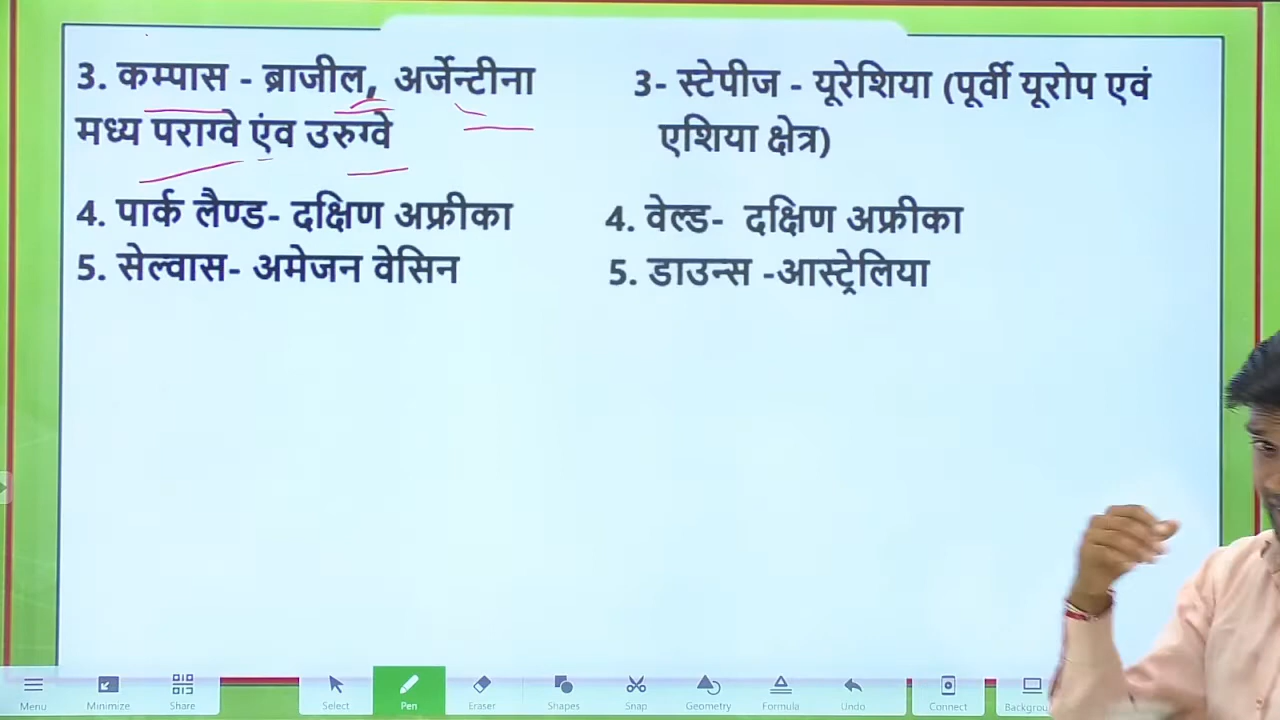 3. कम्पास - ब्राजील, अर्जेन्टीना
मध्य पराग्वे एंव उरुग्वे
4. पार्क लैण्ड- दक्षिण अफ्रीका
5. सेल्वास- अमेजन वेसिन
3- स्टेपीज - यूरेशिया (पूर्वी यूरोप एवं
एशिया क्षेत्र)
4. वेल्ड- दक्षिण अफ्रीका
5. डाउन्स -आस्ट्रेलिया
Menu Minimize Share Select Pen Eraser Shapes Snap Geometry Formula Undo Connect